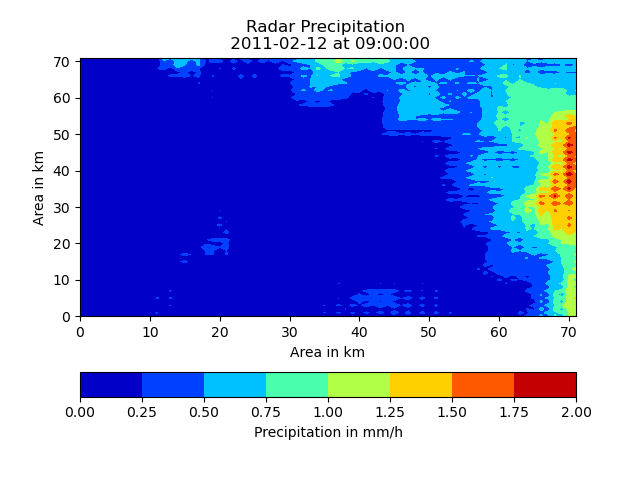 Radar Precipitation
2011-02-12 at 09:00:00
70
60
50
40
30
20
10
0
Area in km
0 10 20 30 40 50 60 70
Area in km
0.00 0.25 0.50 0.75 1.00 1.25 1.50 1.75 2.00
Precipitation in mm/h